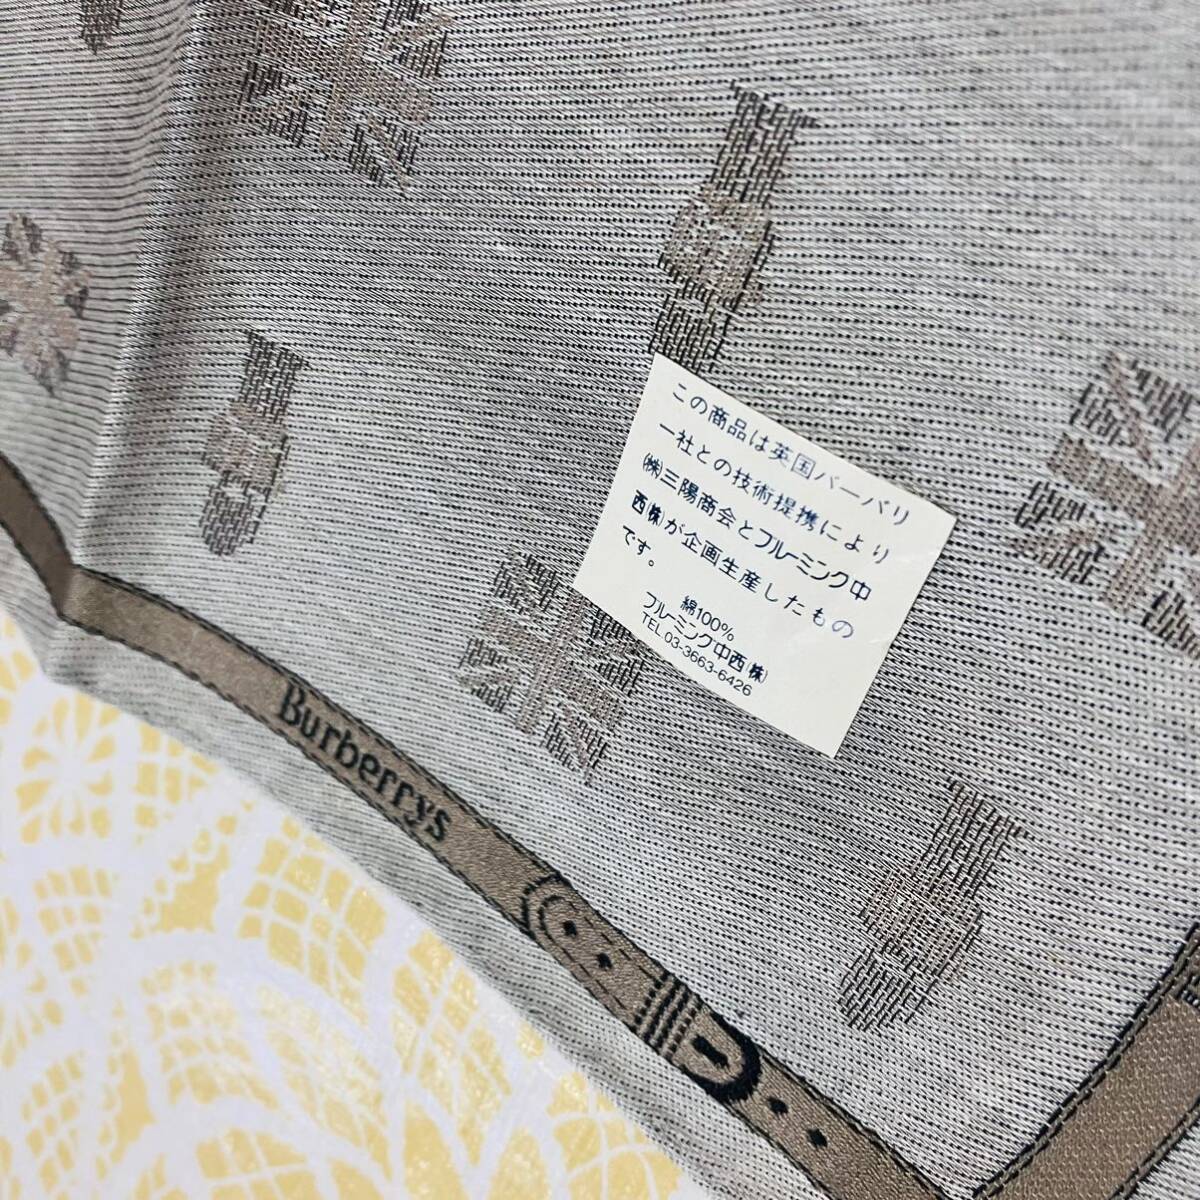 この商品は英国バーバリ
一社との技術提携により
㈱三陽商会とブルーミング中
西㈱が企画生産したもの
です。
綿100%
ブルーミング中西㈱
TEL 03-3663-6426
Burberrys